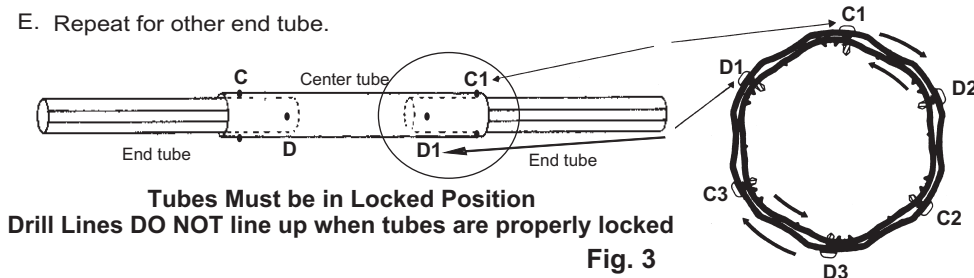 E. Repeat for other end tube.
C1
C
Center tube
C1
D1
D2
End tube
D
D1
End tube
C3
C2
Tubes Must be in Locked Position
Drill Lines DO NOT line up when tubes are properly locked
Fig. 3
D3